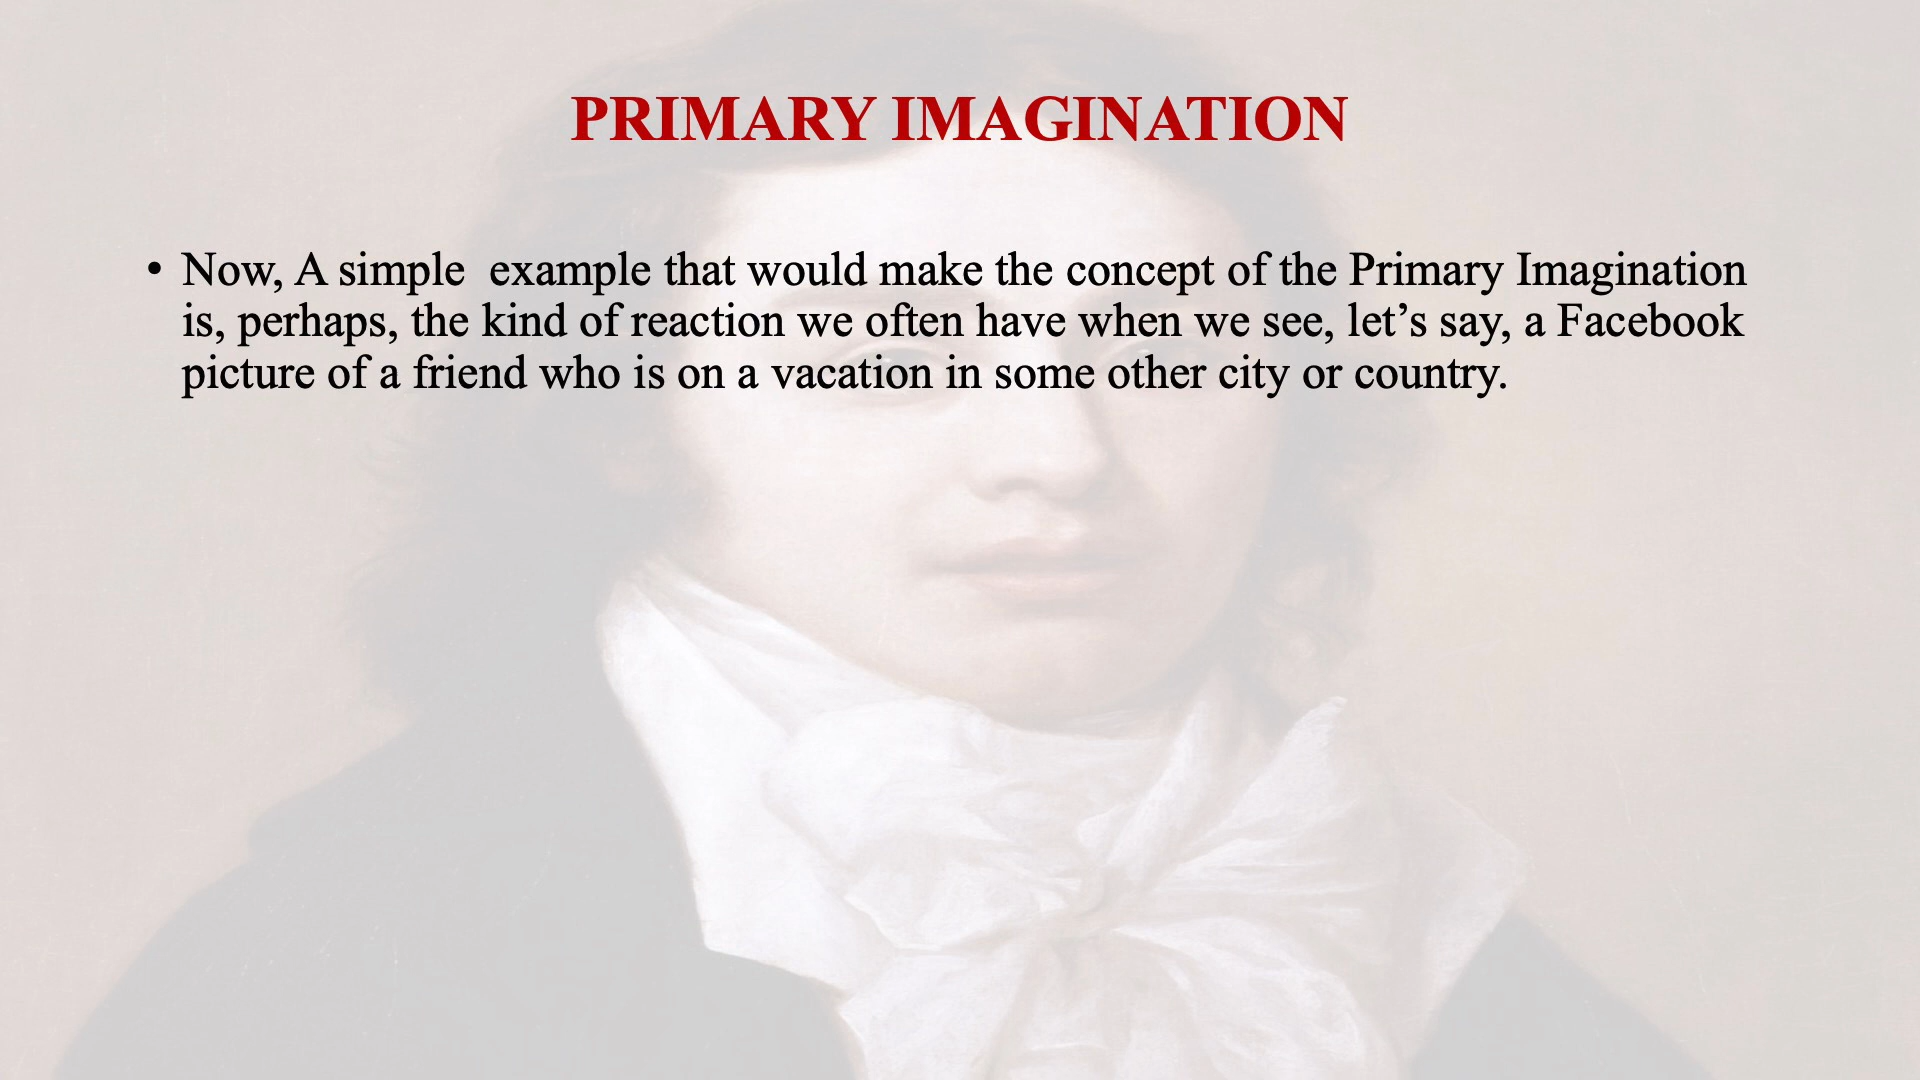 PRIMARY IMAGINATION
• Now, A simple  example that would make the concept of the Primary Imagination
is, perhaps, the kind of reaction we often have when we see, let’s say, a Facebook
picture of a friend who is on a vacation in some other city or country.